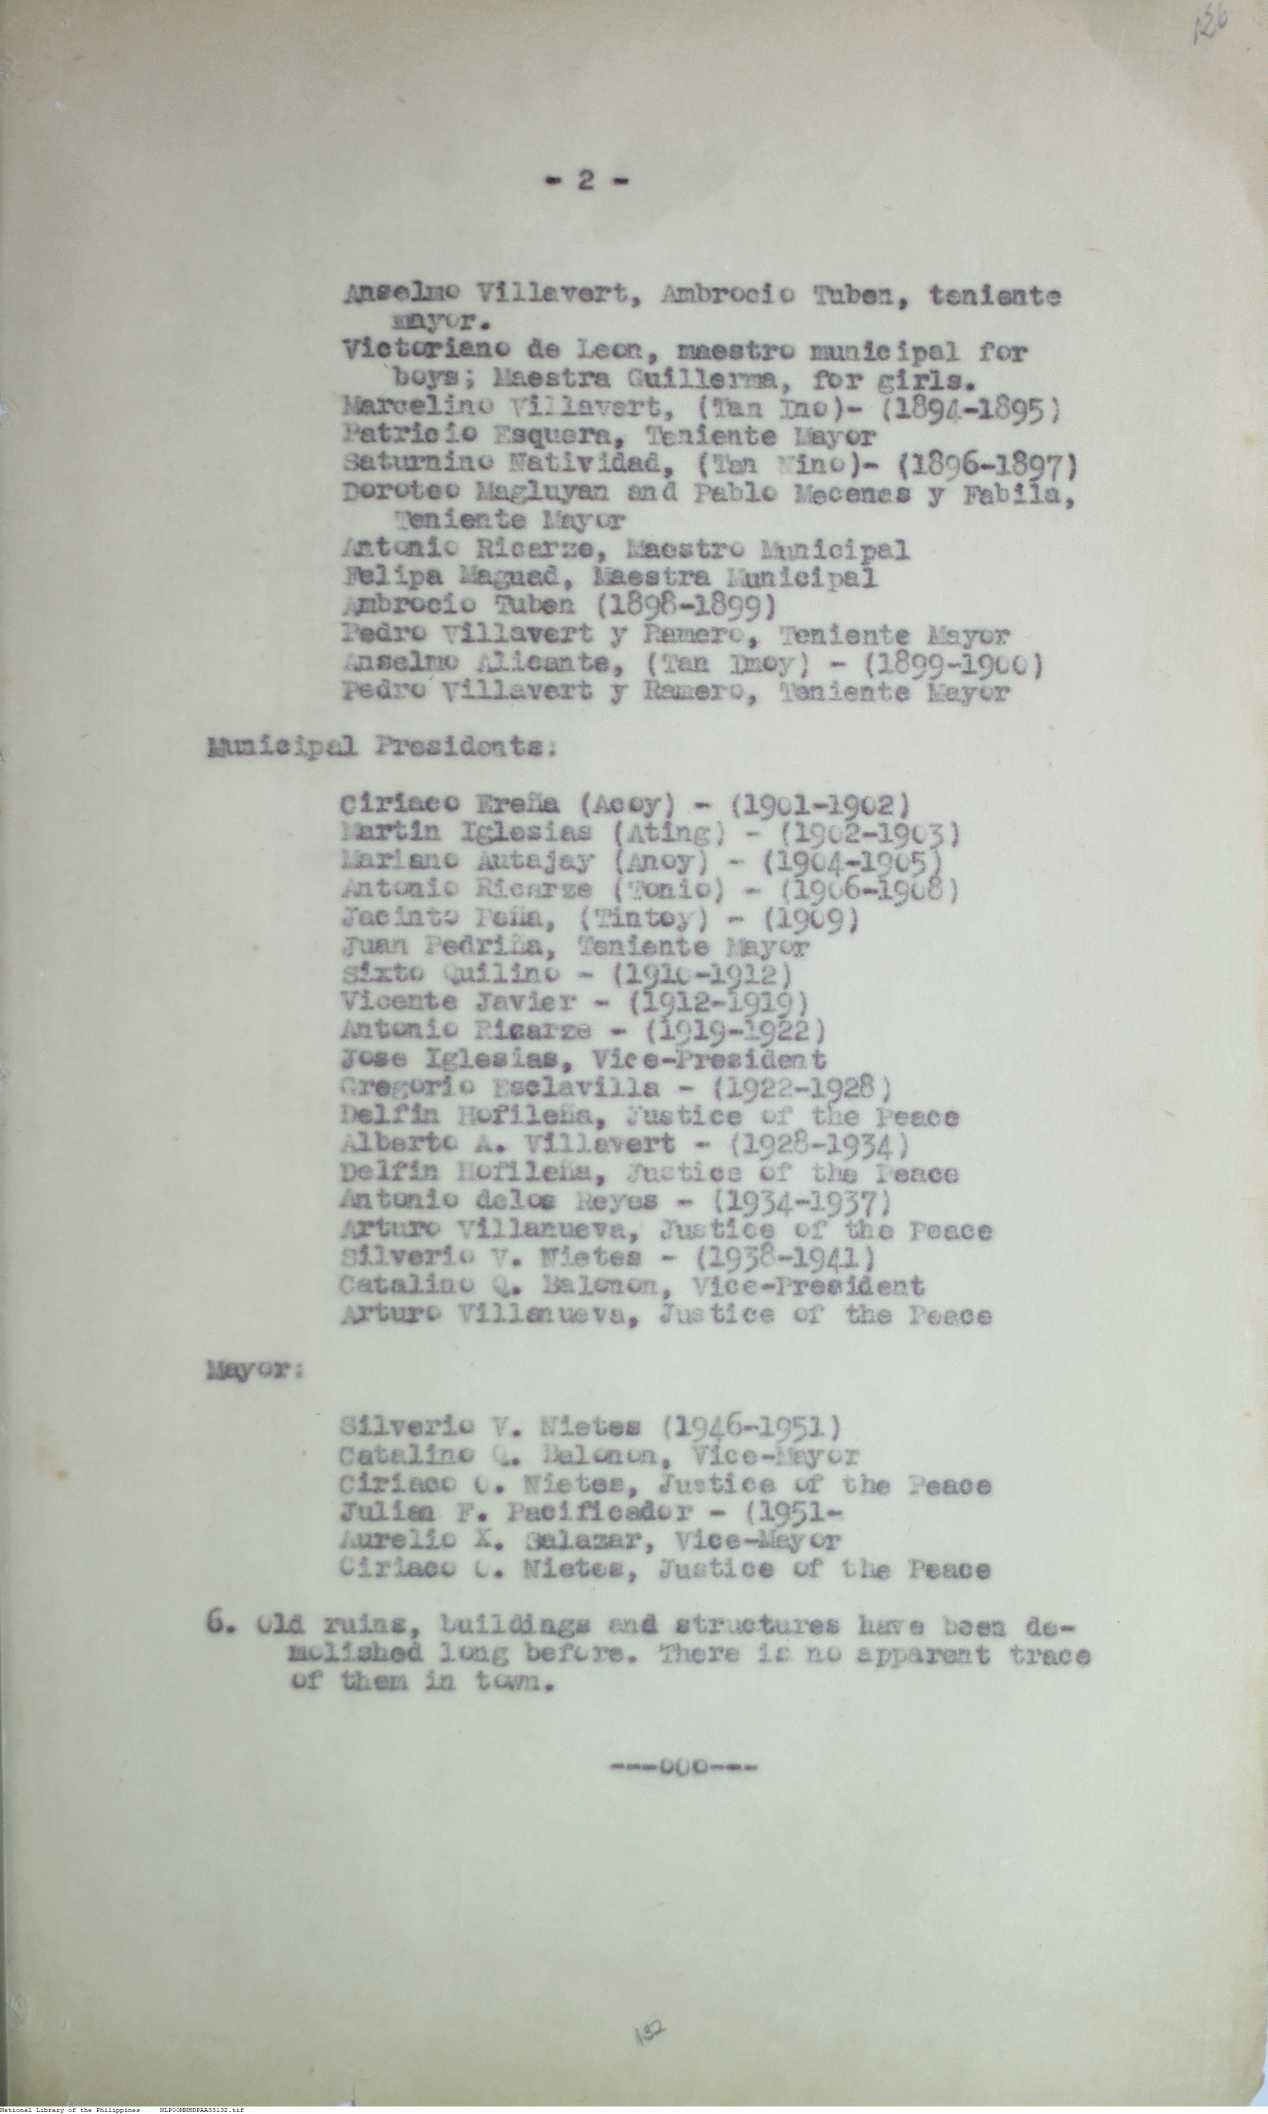 126
- 2 -
Anselmo Villavert, Ambrocio Tuben, teniente
mayor.
Victoriano de Leon, maestro municipal for
boys; Maestra Guillerma, for girls.
Marcelino Villavert, (Tan Ino)- (1894-1895)
Patricio Esquera, Teniente Mayor
Saturnino Natividad, (Tan Nino)- (1896-1897)
Doroteo Magluyan and Pablo Mecenas y Fabila,
Teniente Mayor
Antonio Ricarze, Maestro Municipal
Felipa Maguad, Maestra Municipal
Ambrocio Tuben (1898-1899)
Pedro Villavert y Ramero, Teniente Mayor
Anselmo Alicante, (Tan Imoy) - (1899-1900)
Pedro Villavert y Ramero, Teniente Mayor
Municipal Presidents:
Ciriaco Ereña (Acoy) - (1901-1902)
Martin Iglesias (Ating) - (1902-1903)
Mariano Autajay (Anoy) - (1904-1905)
Antonio Ricarze (Tonio) - (1906-1908)
Jacinto Peña, (Tintoy) - (1909)
Juan Pedriña, Teniente Mayor
Sixto Quilino - (1910-1912)
Vicente Javier - (1912-1919)
Antonio Ricarze - (1919-1922)
Jose Iglesias, Vice-President
Gregorio Esclavilla - (1922-1928)
Delfin Hofileña, Justice of the Peace
Alberto A. Villavert - (1928-1934)
Delfin Hofileña, Justice of the Peace
Antonio delos Reyes - (1934-1937)
Arturo Villanueva, Justice of the Peace
Silverio V. Nietes - (1938-1941)
Catalino Q. Balonon, Vice-President
Arturo Villanueva, Justice of the Peace
Mayor:
Silverio V. Nietes (1946-1951)
Catalino Q. Balonon, Vice-Mayor
Ciriaco C. Nietes, Justice of the Peace
Julian F. Pacificador - (1951-
Aurelio X. Salazar, Vice-Mayor
Ciriaco C. Nietes, Justice of the Peace
6. Old ruins, buildings and structures have been de-
molished long before. There is no apparent trace
of them in town.
---ooo---
132
National Library of the Philippines NLPOOMNHDPAA33132.tif